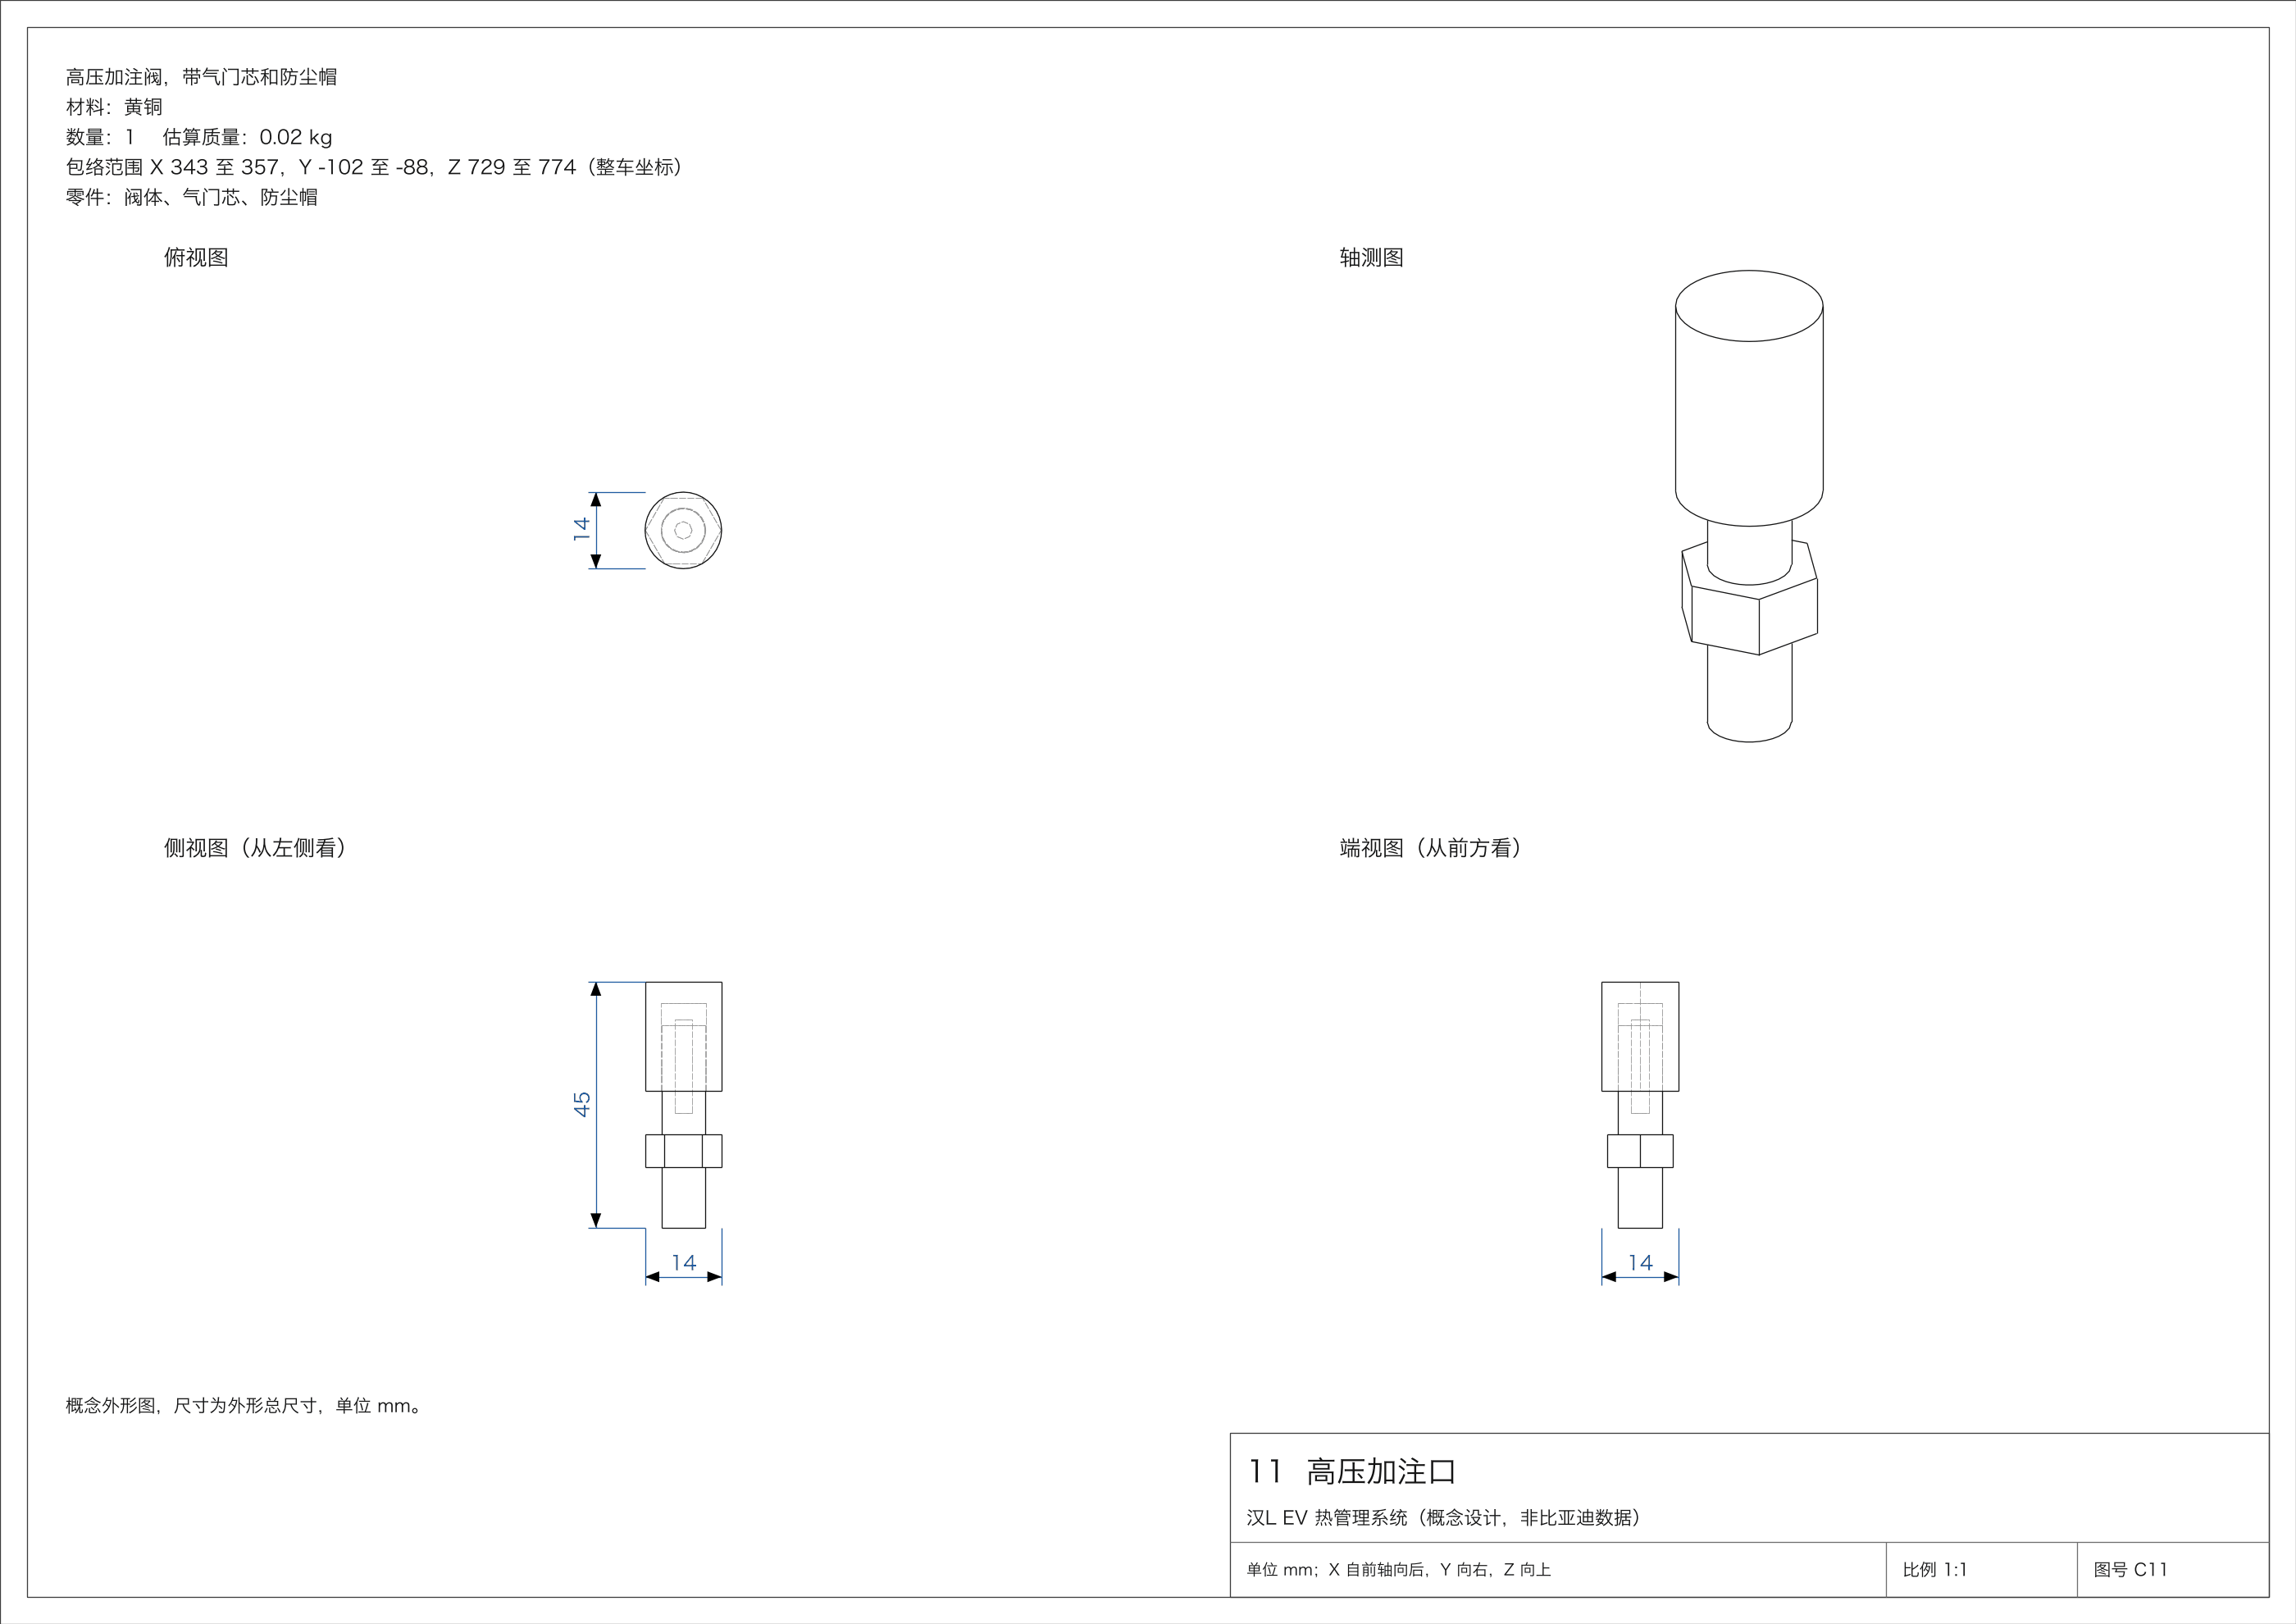 高压加注阀，带气门芯和防尘帽
材料：黄铜
数量：1 估算质量：0.02 kg
包络范围 X 343 至 357，Y -102 至 -88，Z 729 至 774（整车坐标）
零件：阀体、气门芯、防尘帽
俯视图
轴测图
14
侧视图（从左侧看）
端视图（从前方看）
45
14
14
概念外形图，尺寸为外形总尺寸，单位 mm。
11 高压加注口
汉L EV 热管理系统（概念设计，非比亚迪数据）
单位 mm；X 自前轴向后，Y 向右，Z 向上
比例 1:1
图号 C11